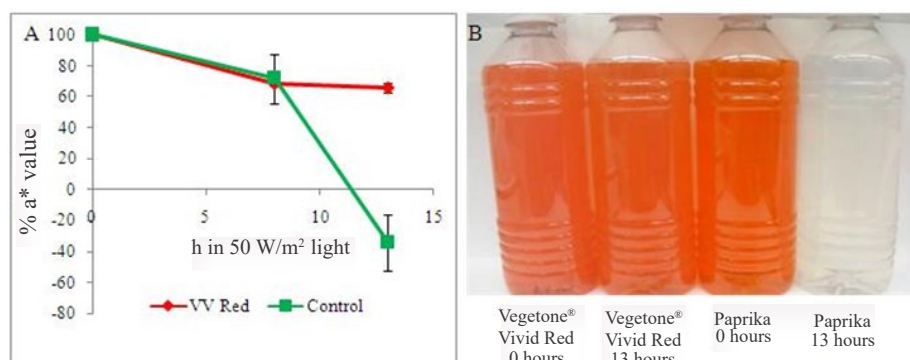 A
100
80
60
40
20
0
-20
-40
-60
-80
% a* value
0
5
10
15
h in 50 W/m² light
VV Red
Control
B
Vegetone®
Vivid Red
0 hours
Vegetone®
Vivid Red
13 hours
Paprika
0 hours
Paprika
13 hours